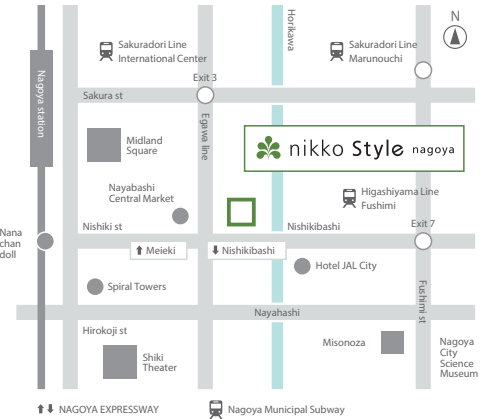 N
Horikawa
Sakuradori Line
International Center
Sakuradori Line
Marunouchi
Exit 3
Nagoya station
Sakura st
Egawa line
Midland
Square
nikko Style nagoya
Nayabashi
Central Market
Higashiyama Line
Fushimi
Nana
chan
doll
Nishiki st
Nishikibashi
Exit 7
Meieki
Nishikibashi
Hotel JAL City
Spiral Towers
Fushimi st
Nayahashi
Hirokoji st
Misonoza
Nagoya
City
Science
Museum
Shiki
Theater
NAGOYA EXPRESSWAY
Nagoya Municipal Subway